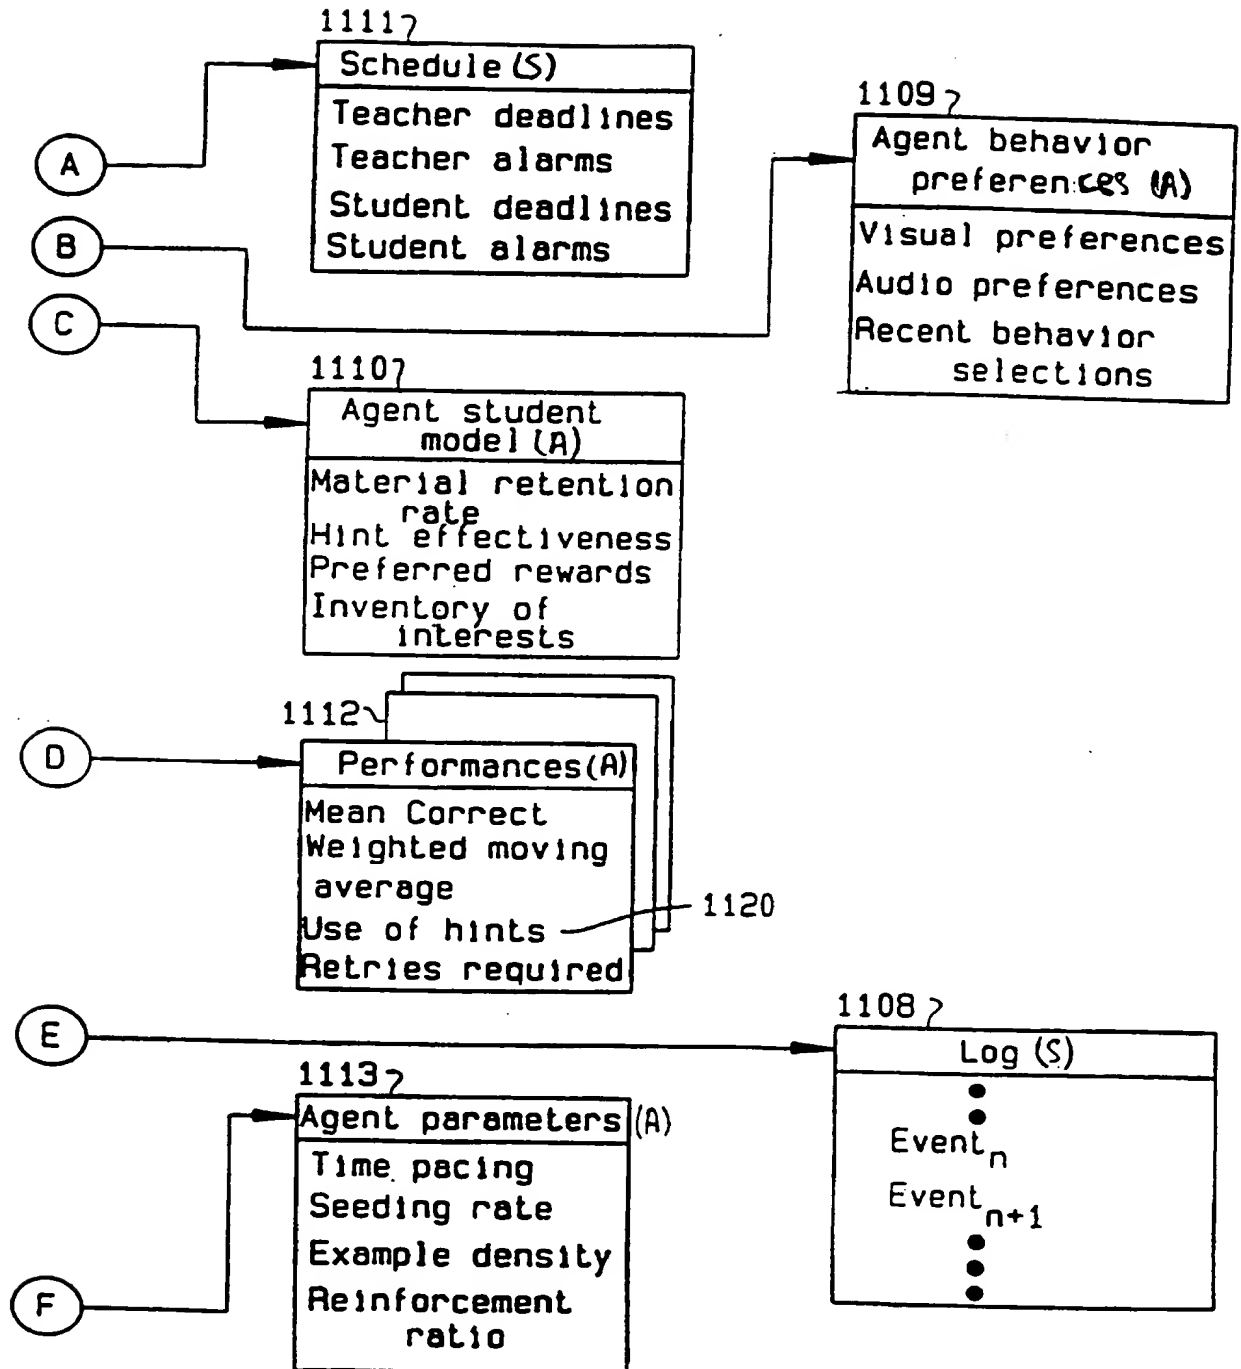 1111
Schedule (S)
Teacher deadlines
Teacher alarms
Student deadlines
Student alarms
1109
Agent behavior
preferences (A)
Visual preferences
Audio preferences
Recent behavior
selections
A
B
C
1110
Agent student
model (A)
Material retention
rate
Hint effectiveness
Preferred rewards
Inventory of
interests
1112
D
Performances (A)
Mean Correct
Weighted moving
average
Use of hints
1120
Retries required
E
1108
Log (S)
Event n
Event n+1
1113
Agent parameters (A)
Time pacing
Seeding rate
Example density
Reinforcement
ratio
F